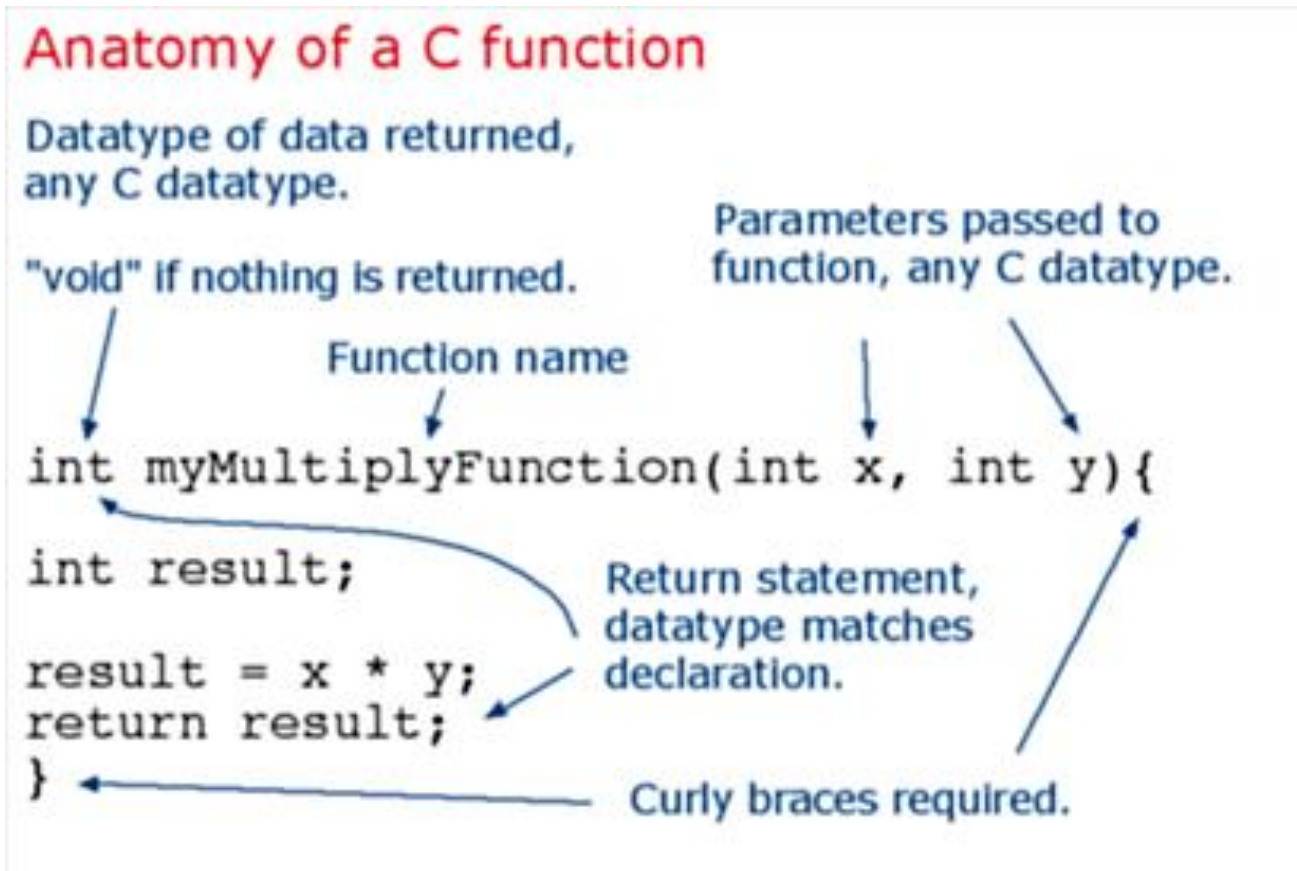 Anatomy of a C function
Datatype of data returned,
any C datatype.
"void" if nothing is returned.
Function name
Parameters passed to
function, any C datatype.
int myMultiplyFunction(int x, int y){
int result;
result = x * y;
return result;
}
Return statement,
datatype matches
declaration.
Curly braces required.